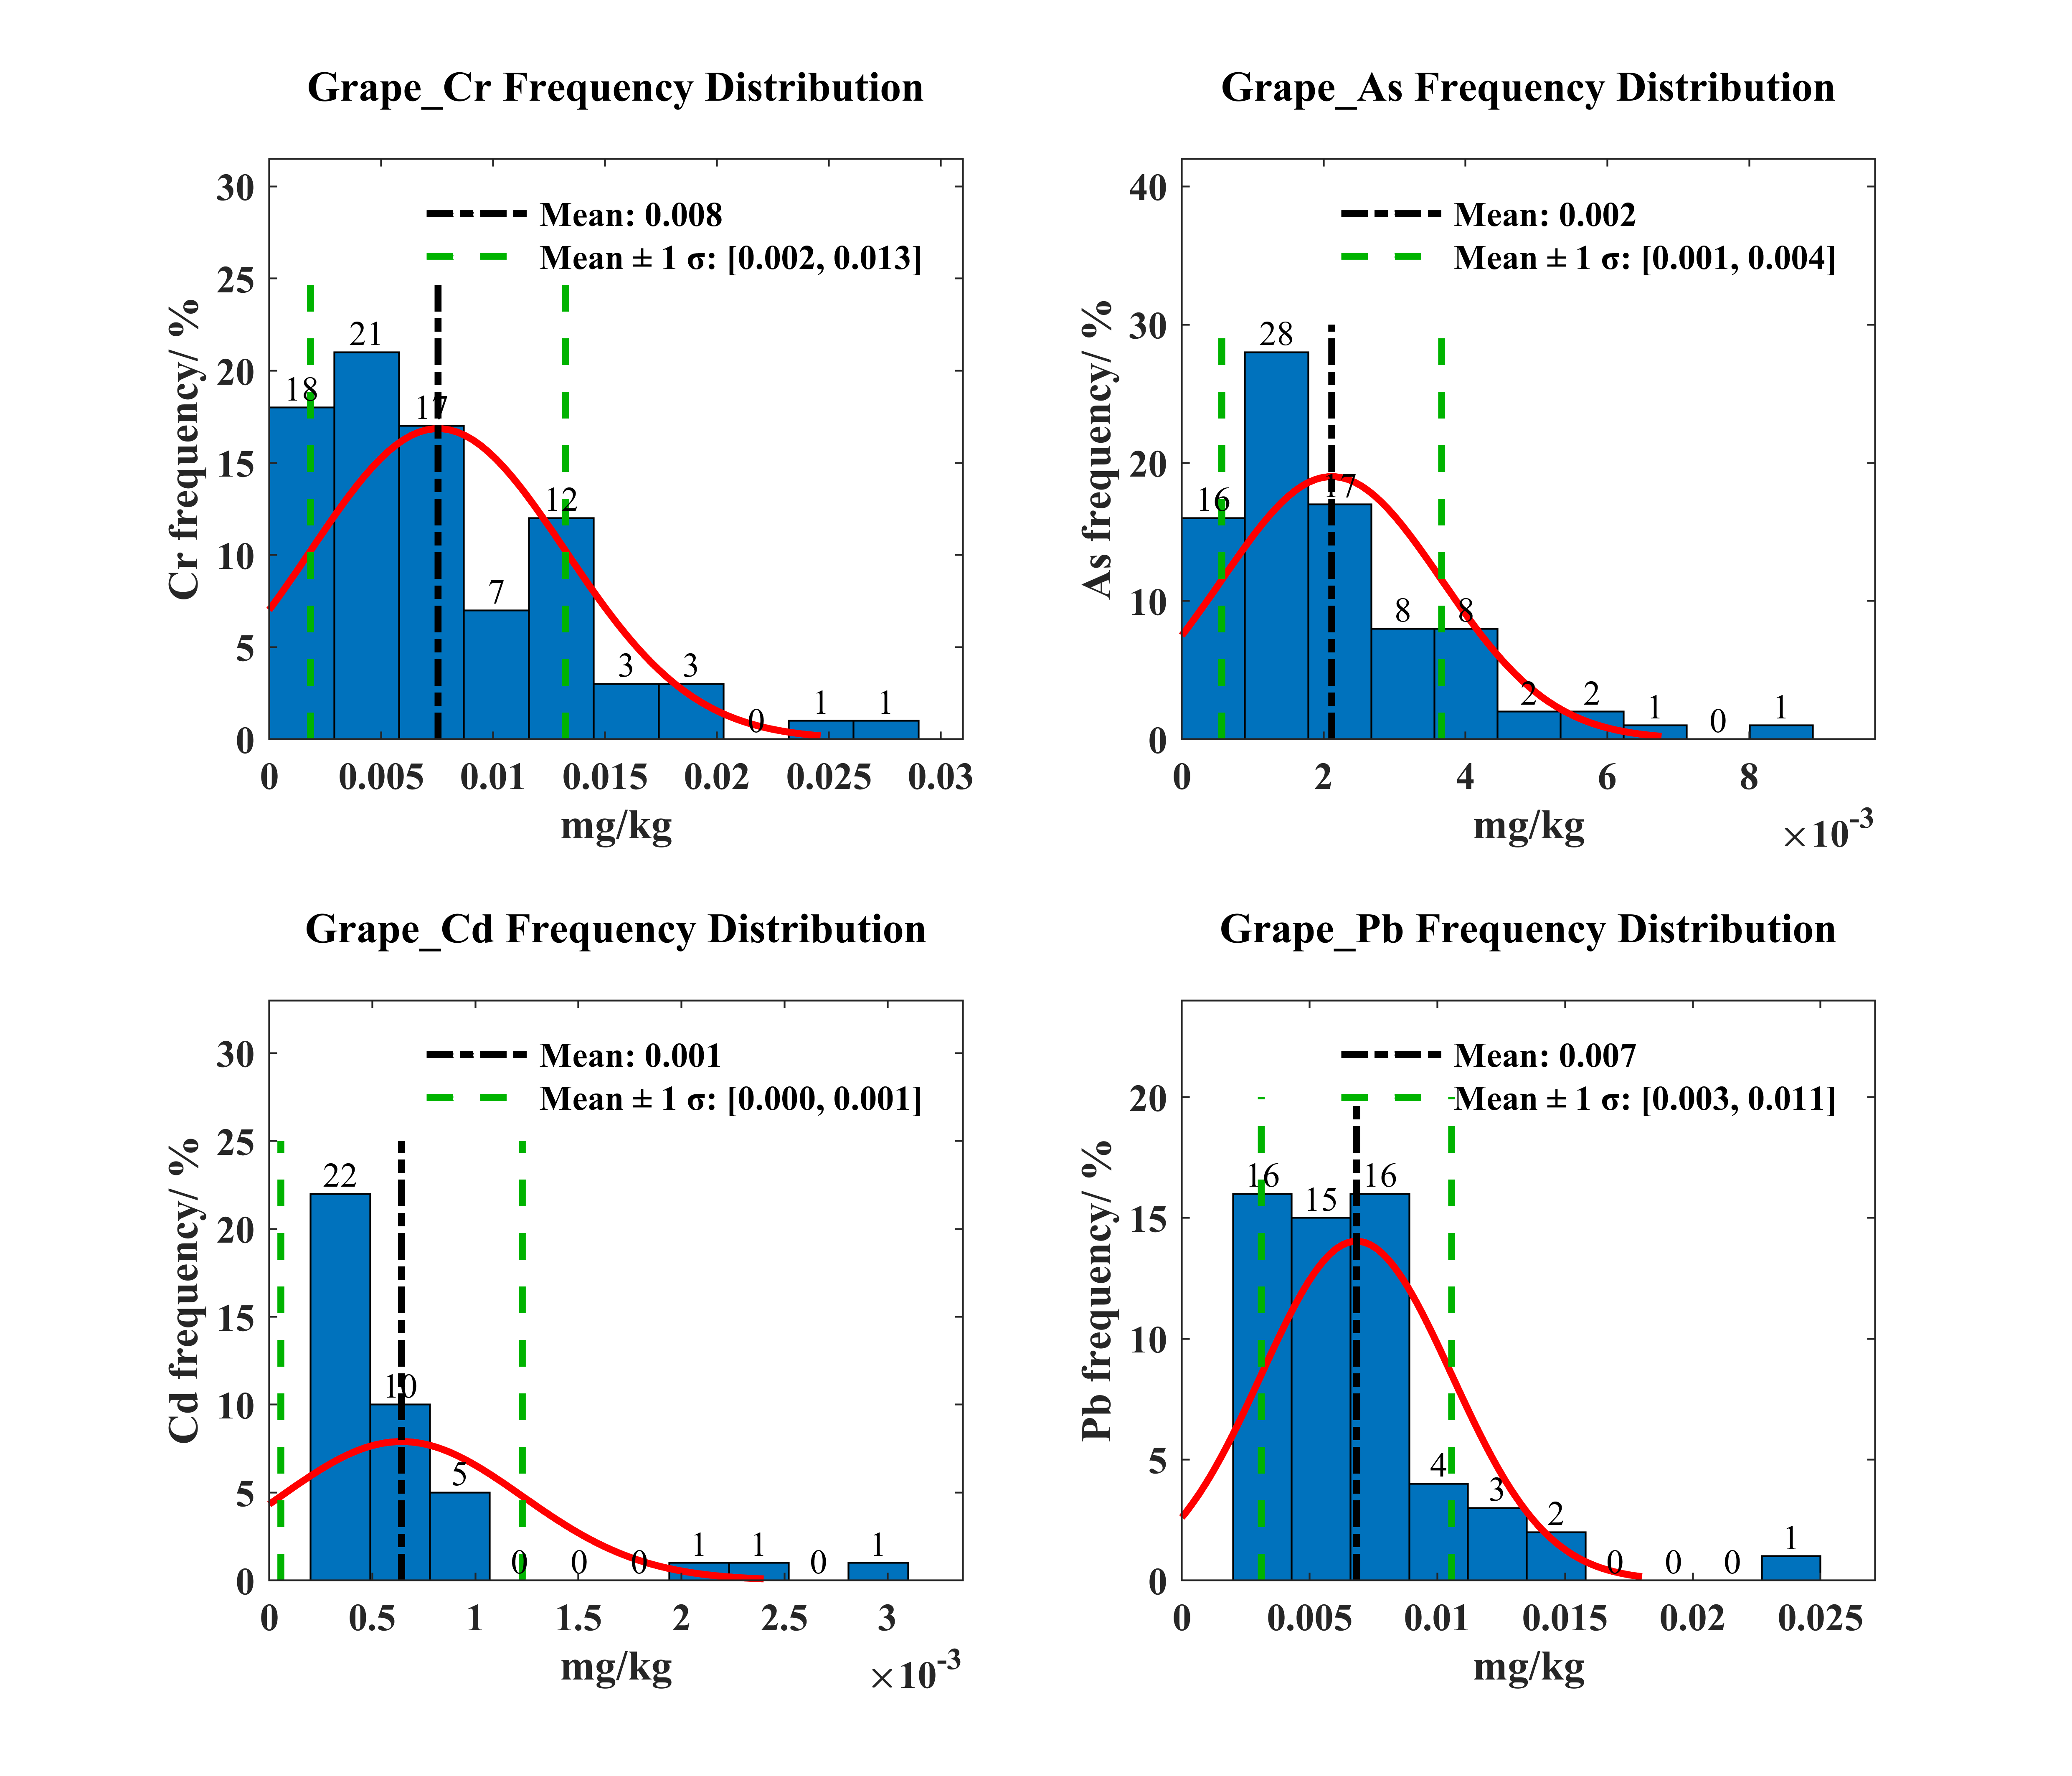 Grape_Cr Frequency Distribution
Mean: 0.008
Mean ± 1 σ: [0.002, 0.013]
Cr frequency/ %
30
25
20
15
10
5
0
18
21
17
7
12
3
3
0
1
1
0 0.005 0.01 0.015 0.02 0.025 0.03
mg/kg
Grape_As Frequency Distribution
Mean: 0.002
Mean ± 1 σ: [0.001, 0.004]
As frequency/ %
40
30
20
10
0
16
28
17
8
8
2
2
1
0
1
0 2 4 6 8
mg/kg
×10-3
Grape_Cd Frequency Distribution
Mean: 0.001
Mean ± 1 σ: [0.000, 0.001]
Cd frequency/ %
30
25
20
15
10
5
0
22
10
5
0
0
0
1
1
0
1
0 0.5 1 1.5 2 2.5 3
mg/kg
×10-3
Grape_Pb Frequency Distribution
Mean: 0.007
Mean ± 1 σ: [0.003, 0.011]
Pb frequency/ %
20
15
10
5
0
16
15
16
4
3
2
0
0
0
1
0 0.005 0.01 0.015 0.02 0.025
mg/kg